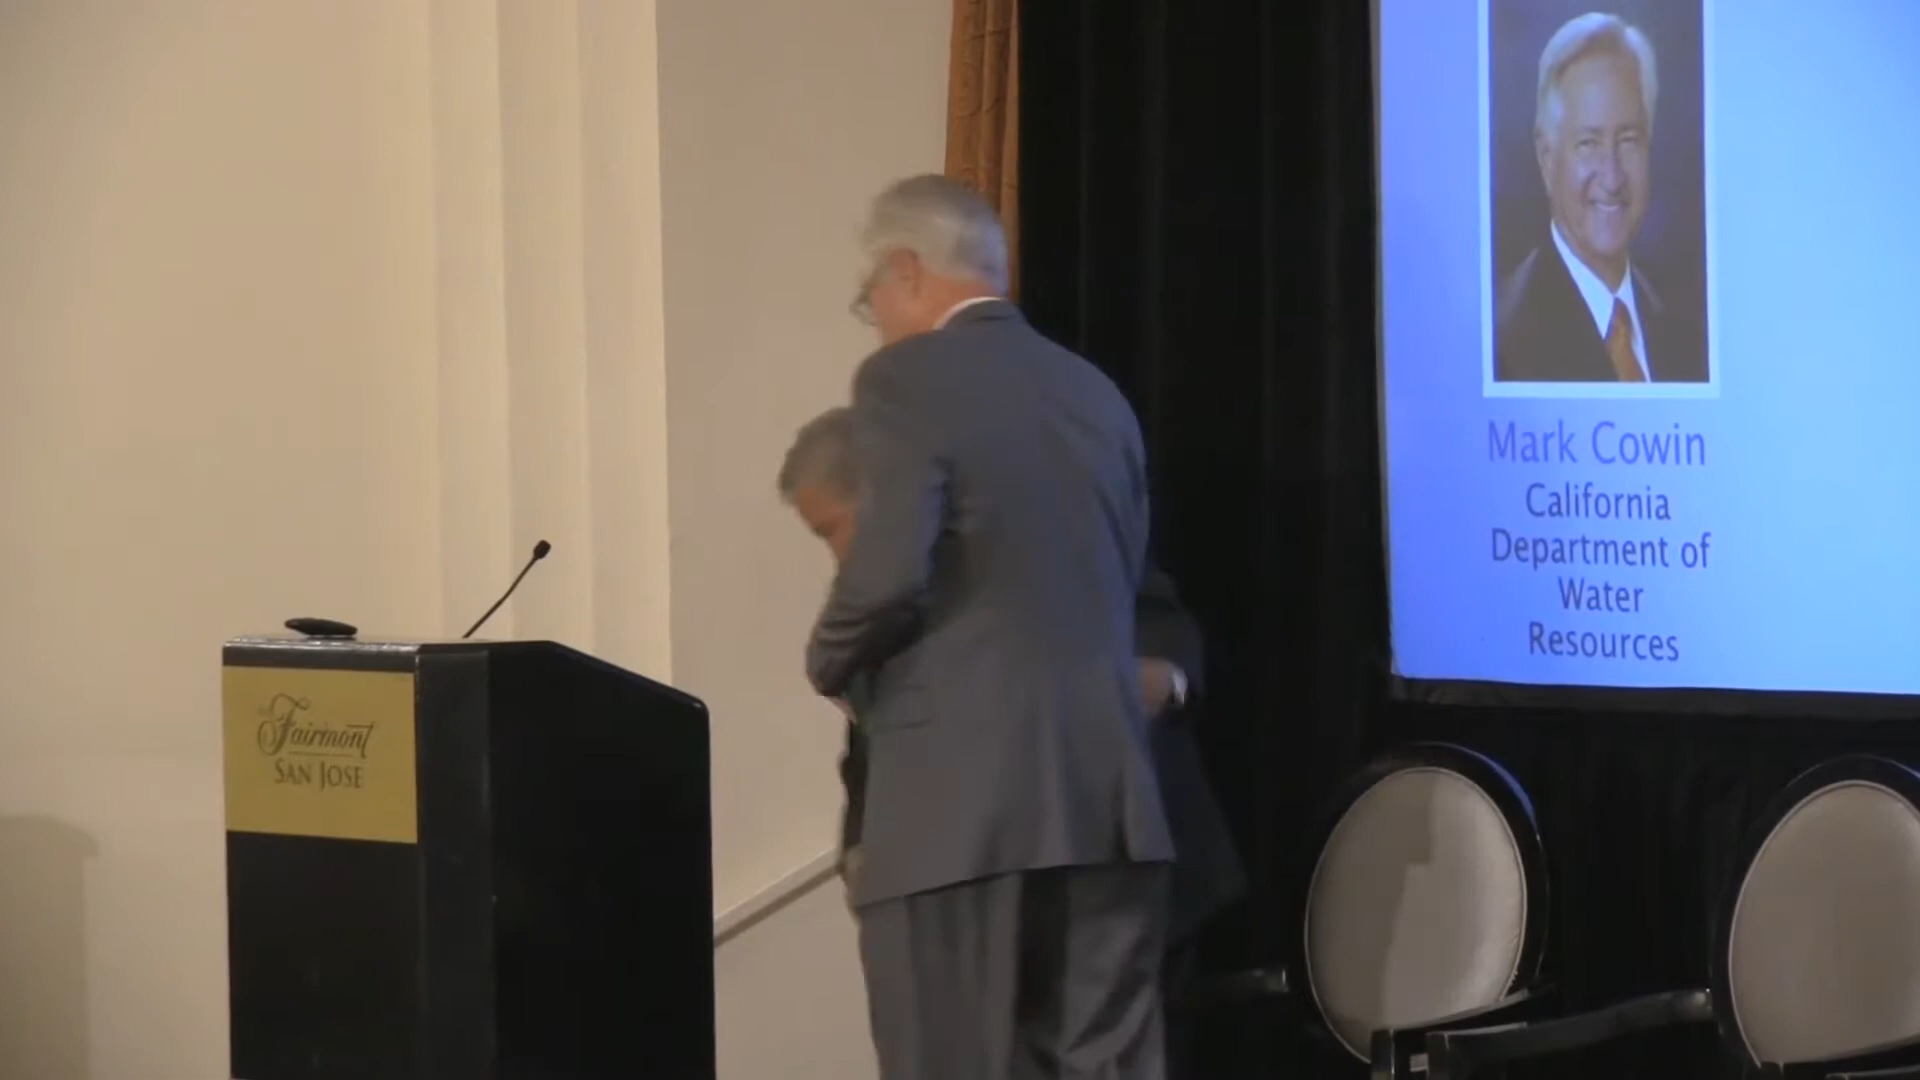 Fairmont
SAN JOSE
Mark Cowin
California
Department of
Water
Resources